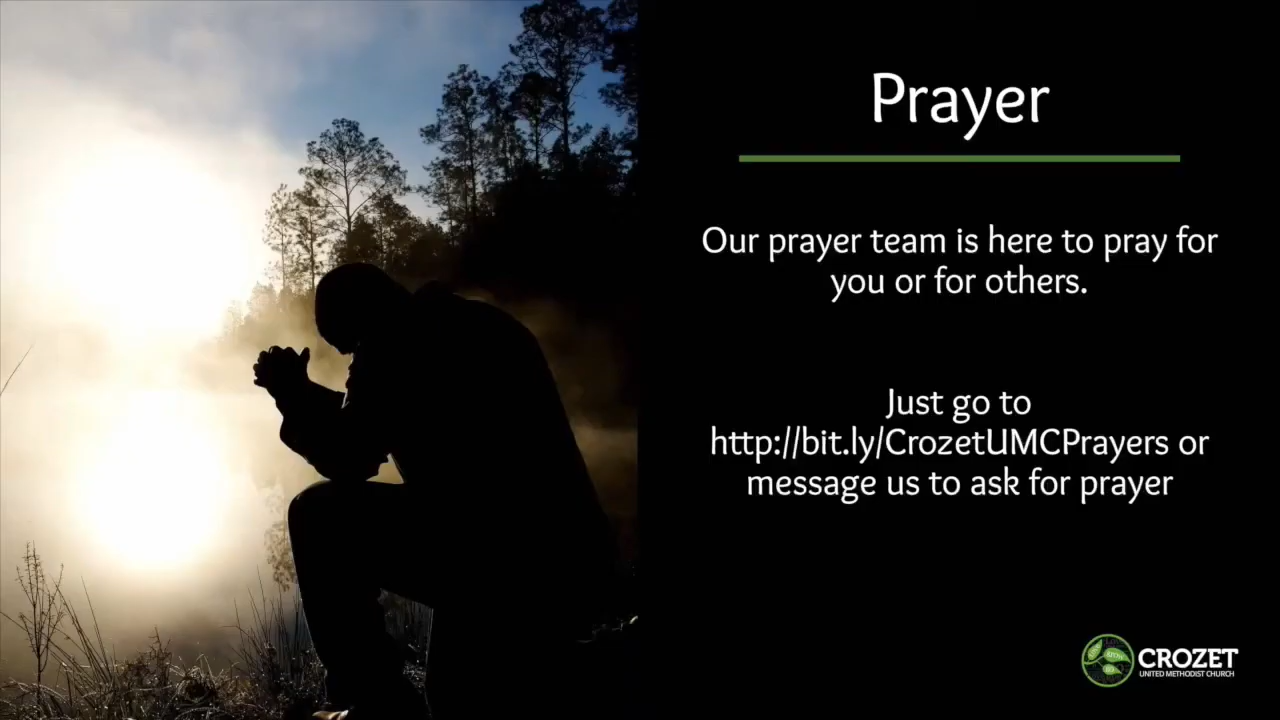 Prayer
Our prayer team is here to pray for
you or for others.
Just go to
http://bit.ly/CrozetUMCPrayers or
message us to ask for prayer
CROZET
UNITED METHODIST CHURCH